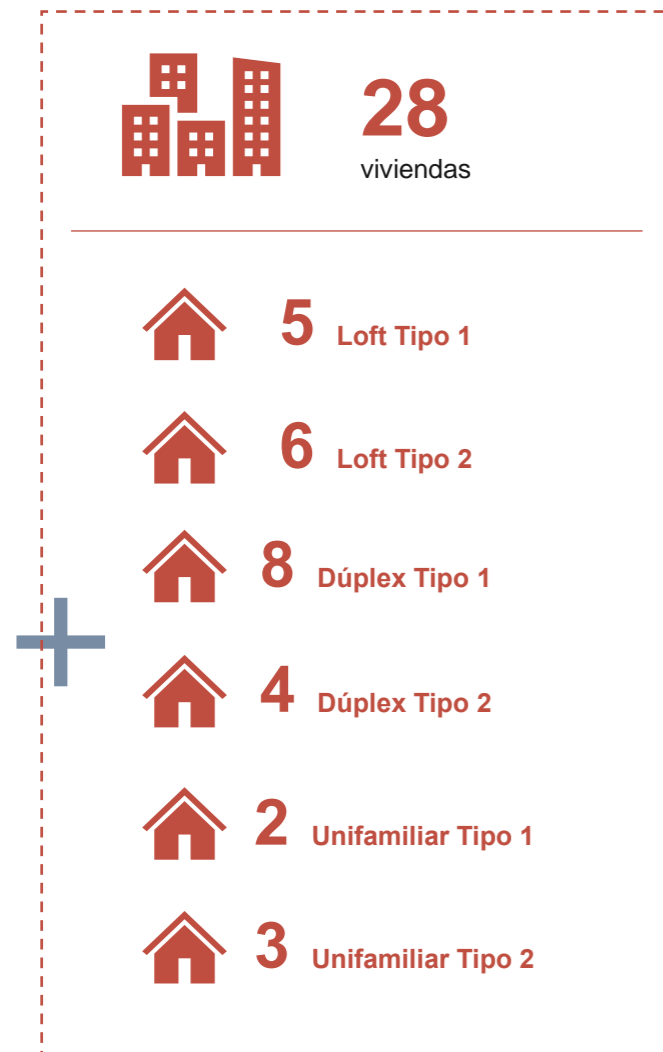 28
viviendas
5 Loft Tipo 1
6 Loft Tipo 2
8 Dúplex Tipo 1
4 Dúplex Tipo 2
2 Unifamiliar Tipo 1
3 Unifamiliar Tipo 2